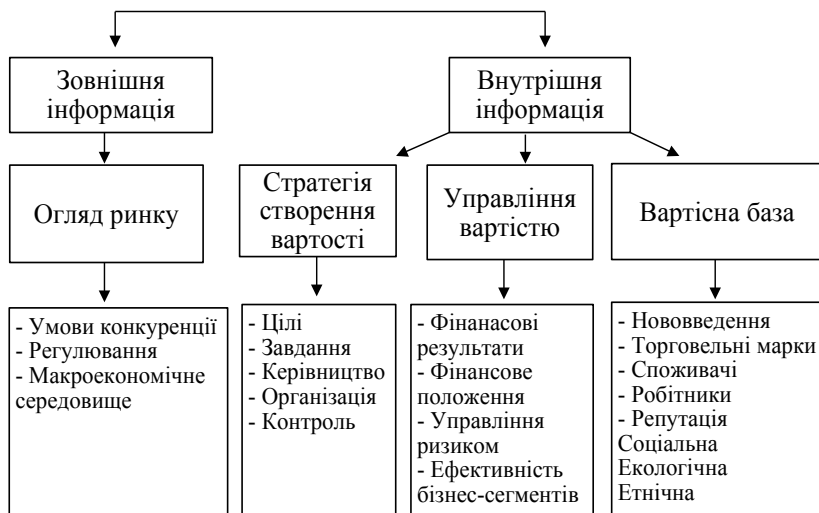 Зовнішня
інформація
Внутрішня
інформація
Огляд ринку
Стратегія
створення
вартості
Управління
вартістю
Вартісна база
- Умови конкуренції
- Регулювання
- Макроекономічне
середовище
- Цілі
- Завдання
- Керівництво
- Організація
- Контроль
- Фінанасові
результати
- Фінансове
положення
- Управління
ризиком
- Ефективність
бізнес-сегментів
- Нововведення
- Торговельні марки
- Споживачі
- Робітники
- Репутація
Соціальна
Екологічна
Етнічна